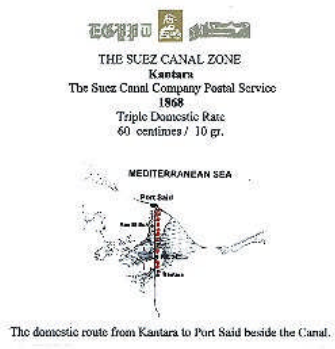 EGYPT
THE SUEZ CANAL ZONE
Kantara
The Suez Canal Company Postal Service
1868
Triple Domestic Rate
60 centimes / 10 gr.
MEDITERRANEAN SEA
Port Said
The domestic route from Kantara to Port Said beside the Canal.